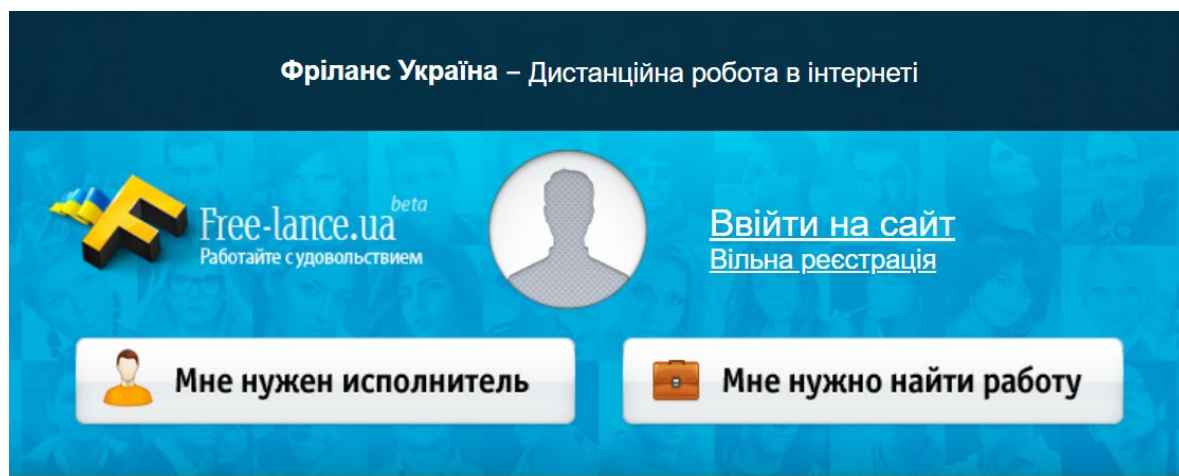 Фріланс Україна – Дистанційна робота в інтернеті
Free-lance.ua beta
Работайте с удовольствием
Ввійти на сайт
Вільна реєстрація
Мне нужен исполнитель
Мне нужно найти работу